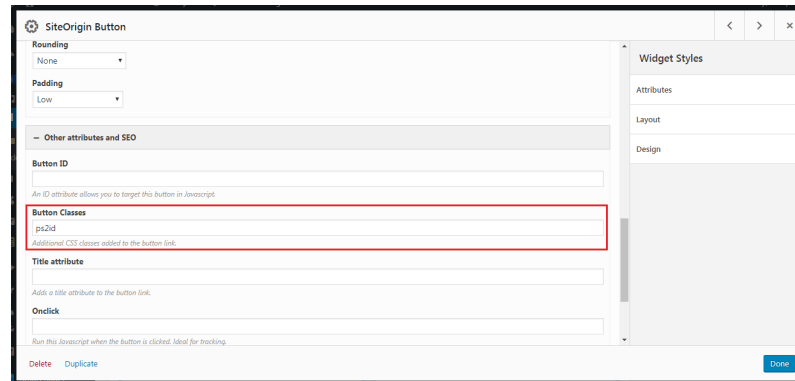 SiteOrigin Button
Rounding
None
Padding
Low
Widget Styles
Attributes
Layout
Design
– Other attributes and SEO
Button ID
An ID attribute allows you to target this button in Javascript.
Button Classes
ps2id
Additional CSS classes added to the button link.
Title attribute
Adds a title attribute to the button link.
Onclick
Run this Javascript when the button is clicked. Ideal for tracking.
Delete Duplicate
Done